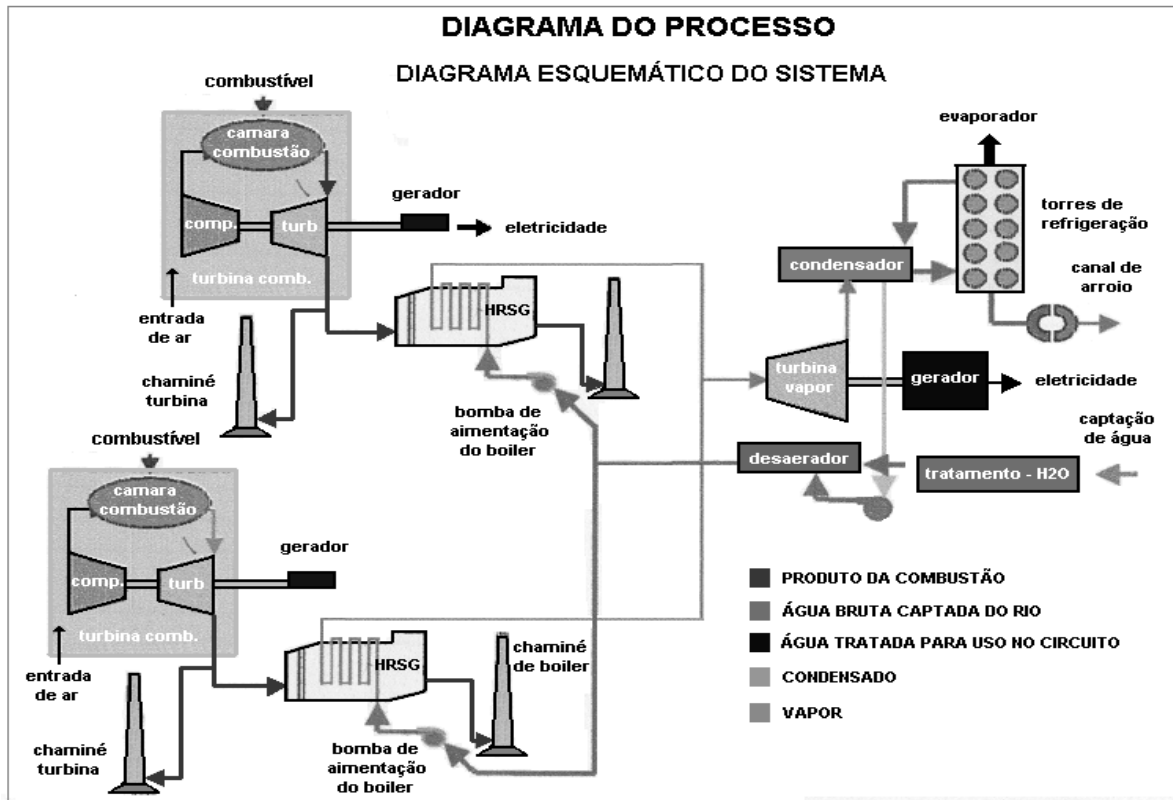 DIAGRAMA DO PROCESSO
DIAGRAMA ESQUEMÁTICO DO SISTEMA
combustível
camara
combustão
comp.
turb
turbina comb.
gerador
eletricidade
entrada
de ar
chaminé
turbina
HRSG
bomba de
aimentação
do boiler
evaporador
torres de
refrigeração
condensador
canal de
arroio
turbina
vapor
gerador
eletricidade
captação
de água
desaerador
tratamento - H2O
combustível
camara
combustão
comp.
turb
turbina comb.
gerador
entrada
de ar
chaminé
turbina
HRSG
chaminé
de boiler
bomba de
aimentação
do boiler
PRODUTO DA COMBUSTÃO
ÁGUA BRUTA CAPTADA DO RIO
ÁGUA TRATADA PARA USO NO CIRCUITO
CONDENSADO
VAPOR